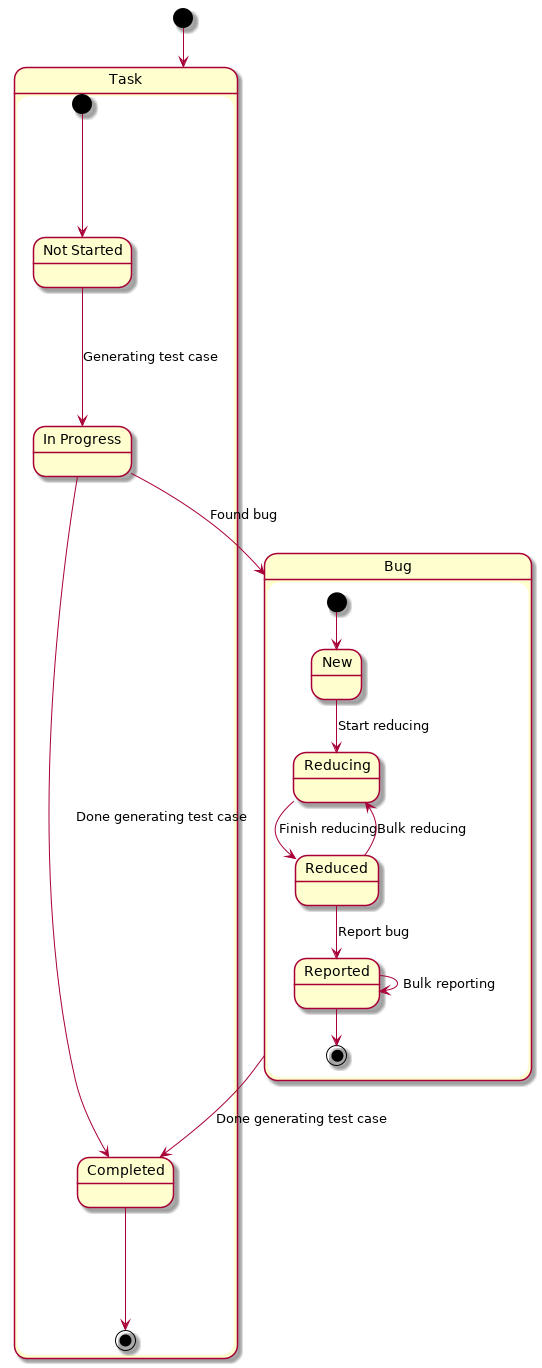 Task
Not Started
Generating test case
In Progress
Found bug
Bug
New
Start reducing
Reducing
Done generating test case
Finish reducing
Bulk reducing
Reduced
Report bug
Reported
Bulk reporting
Done generating test case
Completed